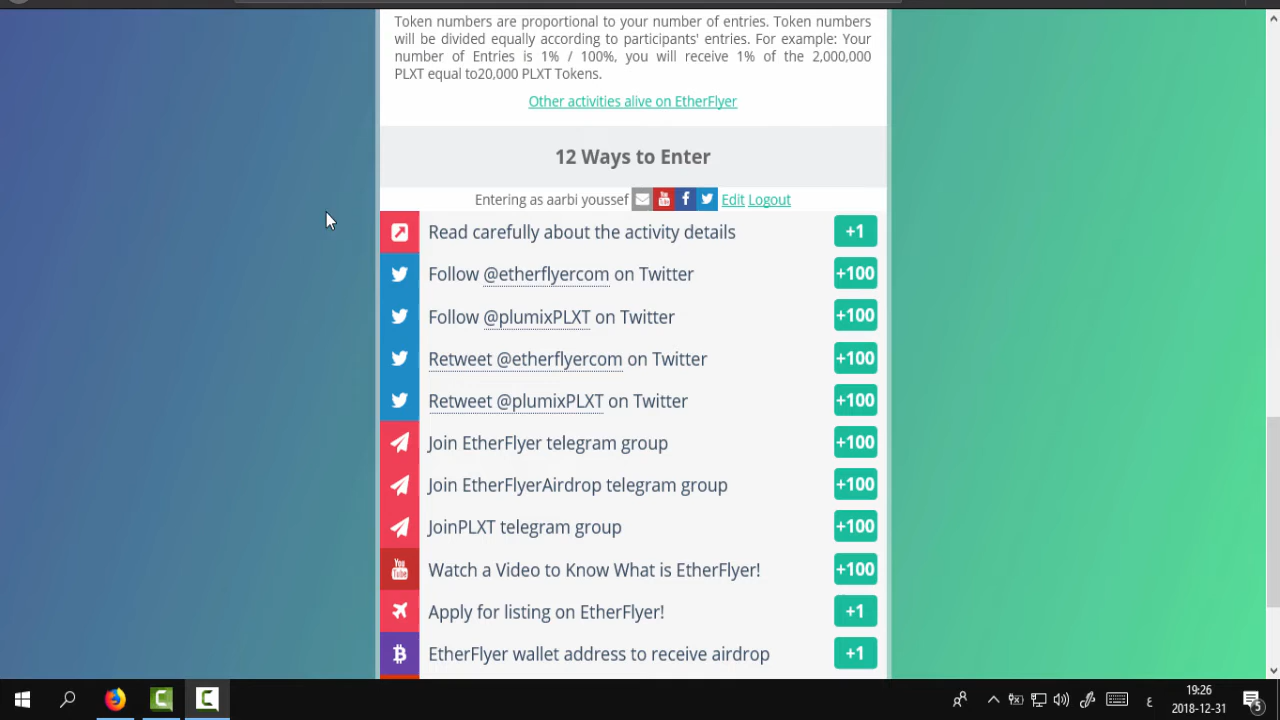 Token numbers are proportional to your number of entries. Token numbers
will be divided equally according to participants' entries. For example: Your
number of Entries is 1% / 100%, you will receive 1% of the 2,000,000
PLXT equal to20,000 PLXT Tokens.
Other activities alive on EtherFlyer
12 Ways to Enter
Entering as aarbi youssef Edit Logout
Read carefully about the activity details +1
Follow @etherflyercom on Twitter +100
Follow @plumixPLXT on Twitter +100
Retweet @etherflyercom on Twitter +100
Retweet @plumixPLXT on Twitter +100
Join EtherFlyer telegram group +100
Join EtherFlyerAirdrop telegram group +100
JoinPLXT telegram group +100
You Tube Watch a Video to Know What is EtherFlyer! +100
Apply for listing on EtherFlyer! +1
EtherFlyer wallet address to receive airdrop +1
ع 19:26
2018-12-31 5